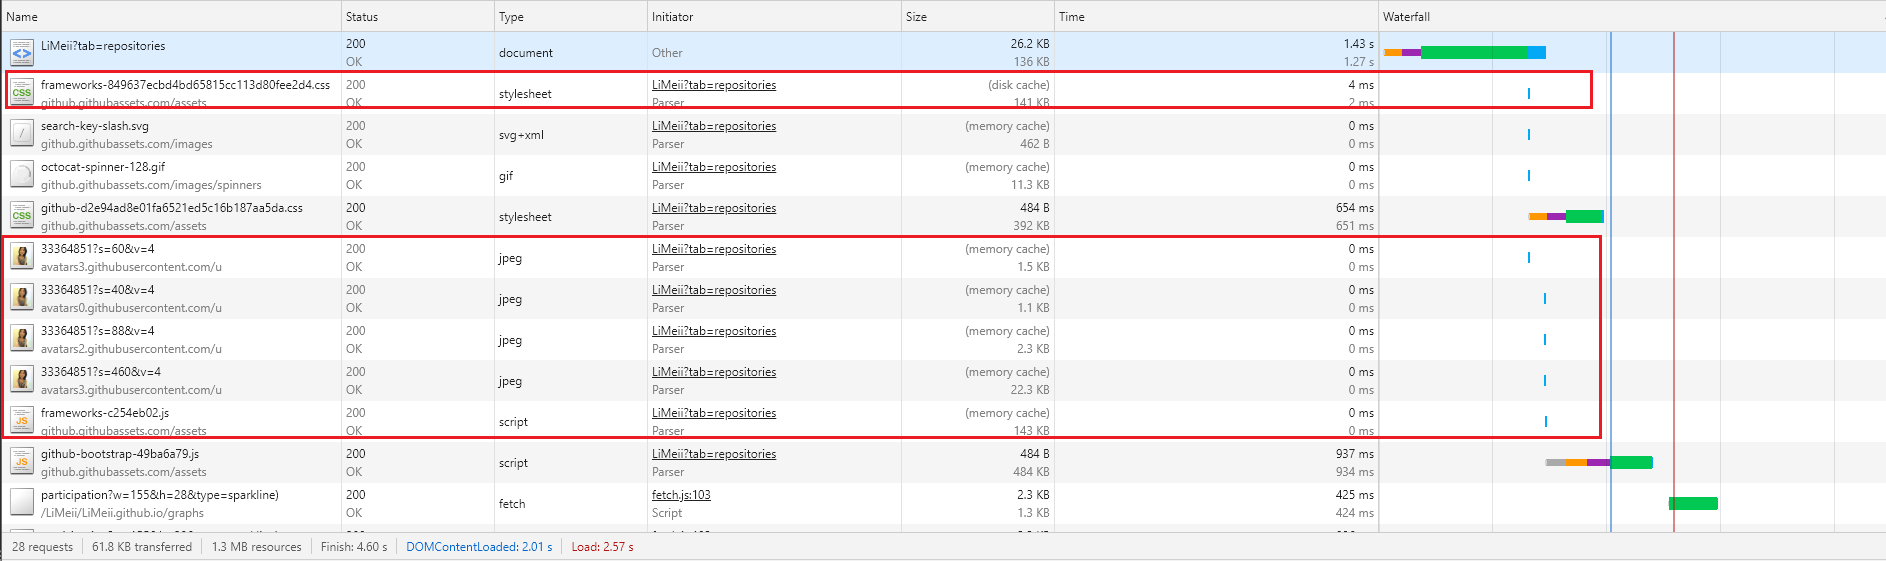 Name Status Type Initiator Size Time Waterfall
LiMeii?tab=repositories 200 OK document Other 26.2 KB 136 KB 1.43 s 1.27 s
frameworks-849637ecbd4bd65815cc113d80fee2d4.css 200 stylesheet LiMeii?tab=repositories (disk cache) 4 ms
github.githubassets.com/assets OK Parser 141 KB 2 ms
search-key-slash.svg 200 svg+xml LiMeii?tab=repositories (memory cache) 0 ms
github.githubassets.com/images OK Parser 462 B 0 ms
octocat-spinner-128.gif 200 gif LiMeii?tab=repositories (memory cache) 0 ms
github.githubassets.com/images/spinners OK Parser 11.3 KB 0 ms
github-d2e94ad8e01fa6521ed5c16b187aa5da.css 200 stylesheet LiMeii?tab=repositories 484 B 654 ms
github.githubassets.com/assets OK Parser 392 KB 651 ms
33364851?s=60&v=4 200 jpeg LiMeii?tab=repositories (memory cache) 0 ms
avatars3.githubusercontent.com/u OK Parser 1.5 KB 0 ms
33364851?s=40&v=4 200 jpeg LiMeii?tab=repositories (memory cache) 0 ms
avatars0.githubusercontent.com/u OK Parser 1.1 KB 0 ms
33364851?s=88&v=4 200 jpeg LiMeii?tab=repositories (memory cache) 0 ms
avatars2.githubusercontent.com/u OK Parser 2.3 KB 0 ms
33364851?s=460&v=4 200 jpeg LiMeii?tab=repositories (memory cache) 0 ms
avatars3.githubusercontent.com/u OK Parser 22.3 KB 0 ms
frameworks-c254eb02.js 200 script LiMeii?tab=repositories (memory cache) 0 ms
github.githubassets.com/assets OK Parser 143 KB 0 ms
github-bootstrap-49ba6a79.js 200 script LiMeii?tab=repositories 484 B 937 ms
github.githubassets.com/assets OK Parser 484 KB 934 ms
participation?w=155&h=28&type=sparkline) 200 fetch fetch.js:103 2.3 KB 425 ms
/LiMeii/LiMeii.github.io/graphs OK Script 1.3 KB 424 ms
28 requests 61.8 KB transferred 1.3 MB resources Finish: 4.60 s DOMContentLoaded: 2.01 s Load: 2.57 s